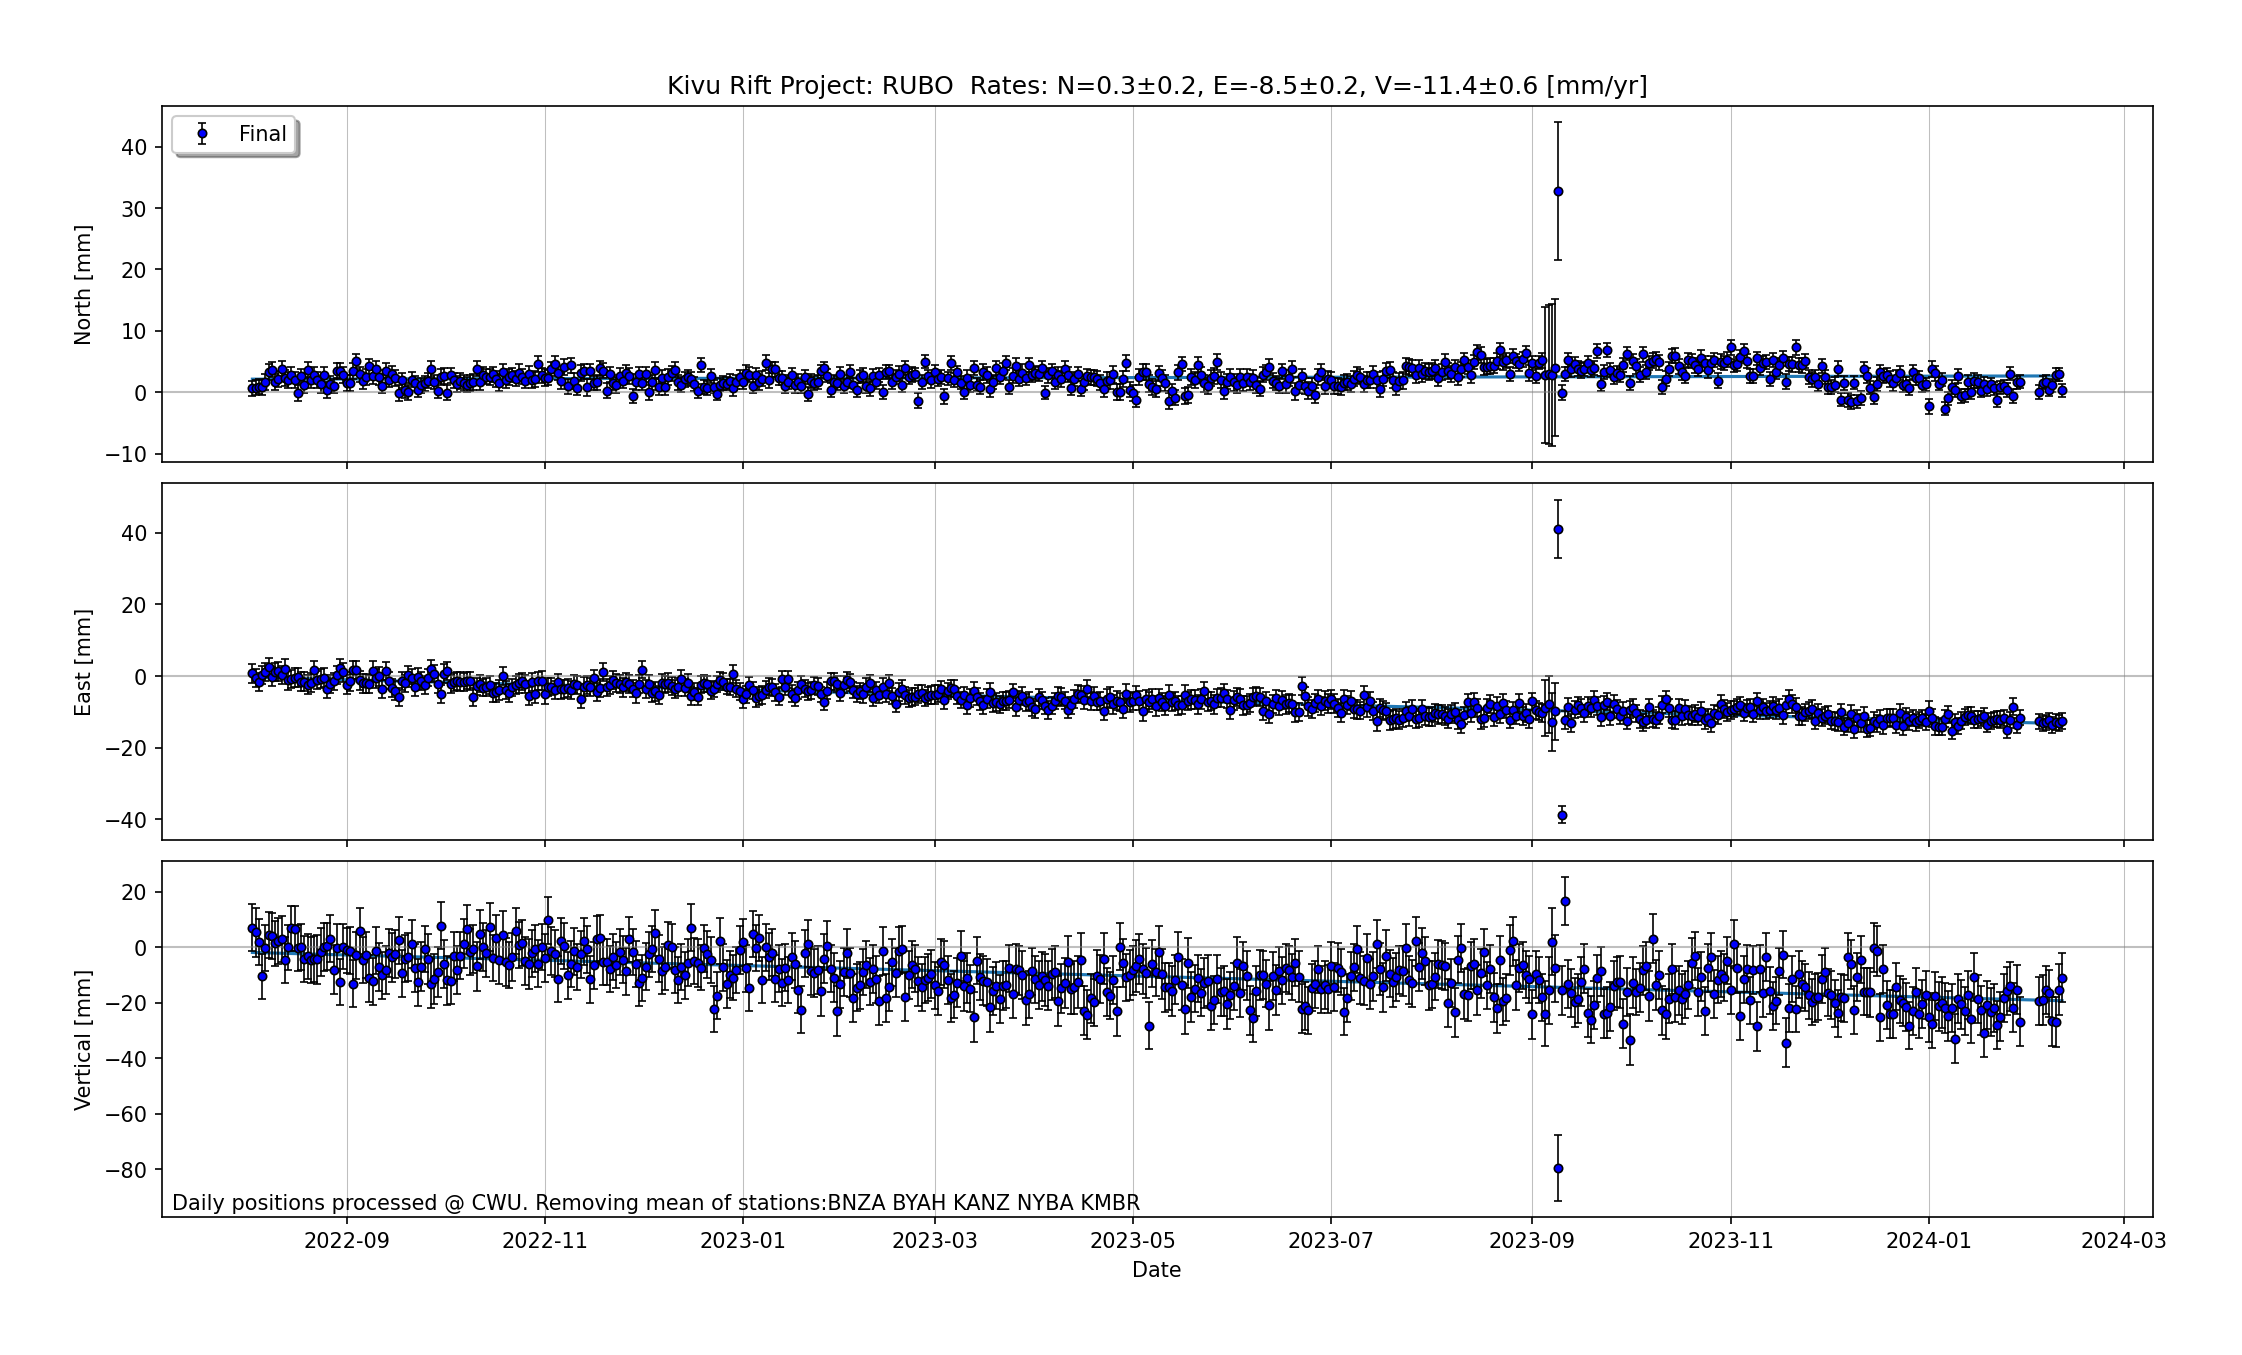 Kivu Rift Project: RUBO  Rates: N=0.3±0.2, E=-8.5±0.2, V=-11.4±0.6 [mm/yr]
Final
North [mm]
40
30
20
10
0
−10
East [mm]
40
20
0
−20
−40
Vertical [mm]
20
0
−20
−40
−60
−80
Daily positions processed @ CWU. Removing mean of stations:BNZA BYAH KANZ NYBA KMBR
2022-09 2022-11 2023-01 2023-03 2023-05 2023-07 2023-09 2023-11 2024-01 2024-03
Date